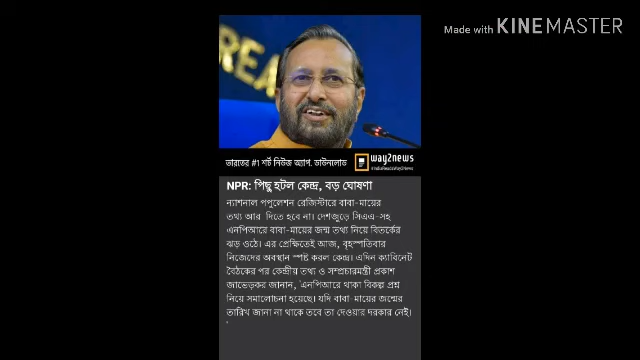 Made with KINEMASTER
REA
ভারতের #1 শর্ট নিউজ অ্যাপ. ডাউনলোড way2news
NPR: পিছু হটল কেন্দ্র, বড় ঘোষণা
ন্যাশনাল পপুলেশন রেজিস্টারে বাবা-মায়ের
তথ্য আর দিতে হবে না। দেশজুড়ে সিএএ-সহ
এনপিআরে বাবা-মায়ের জন্ম তথ্য নিয়ে বিতর্কের
ঝড় ওঠে। এর প্রেক্ষিতেই আজ, বৃহস্পতিবার
নিজেদের অবস্থান স্পষ্ট করল কেন্দ্র। এদিন ক্যাবিনেট
বৈঠকের পর কেন্দ্রীয় তথ্য ও সম্প্রচারমন্ত্রী প্রকাশ
জাভেড়কর জানান, 'এনপিআরে থাকা বিকল্প প্রশ্ন
নিয়ে সমালোচনা হয়েছে। যদি বাবা-মায়ের জন্মের
তারিখ জানা না থাকে তবে তা দেওয়ার দরকার নেই।
'